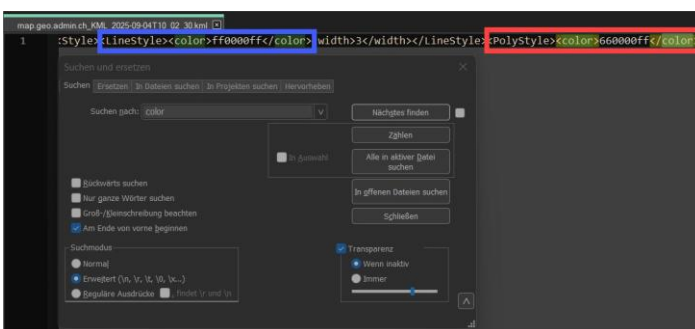 map.geo.admin.ch_KML_2025-09-04T10_02_30.kml
1 :Style><LineStyle><color>ff0000ff</color><width>3</width></LineStyle><PolyStyle><color>660000ff</color
Suchen und ersetzen
Suchen Ersetzen In Dateien suchen In Projekten suchen Hervorheben
Suchen nach: color Nächstes finden
Zählen
In Auswahl Alle in aktiver Datei suchen
Rückwärts suchen In offenen Dateien suchen
Nur ganze Wörter suchen
Groß-/Kleinschreibung beachten Schließen
Am Ende von vorne beginnen
Suchmodus Transparenz
Normal Wenn inaktiv
Erweitert (\n, \r, \t, \0, \x...) Immer
Reguläre Ausdrücke . findet \r und \n